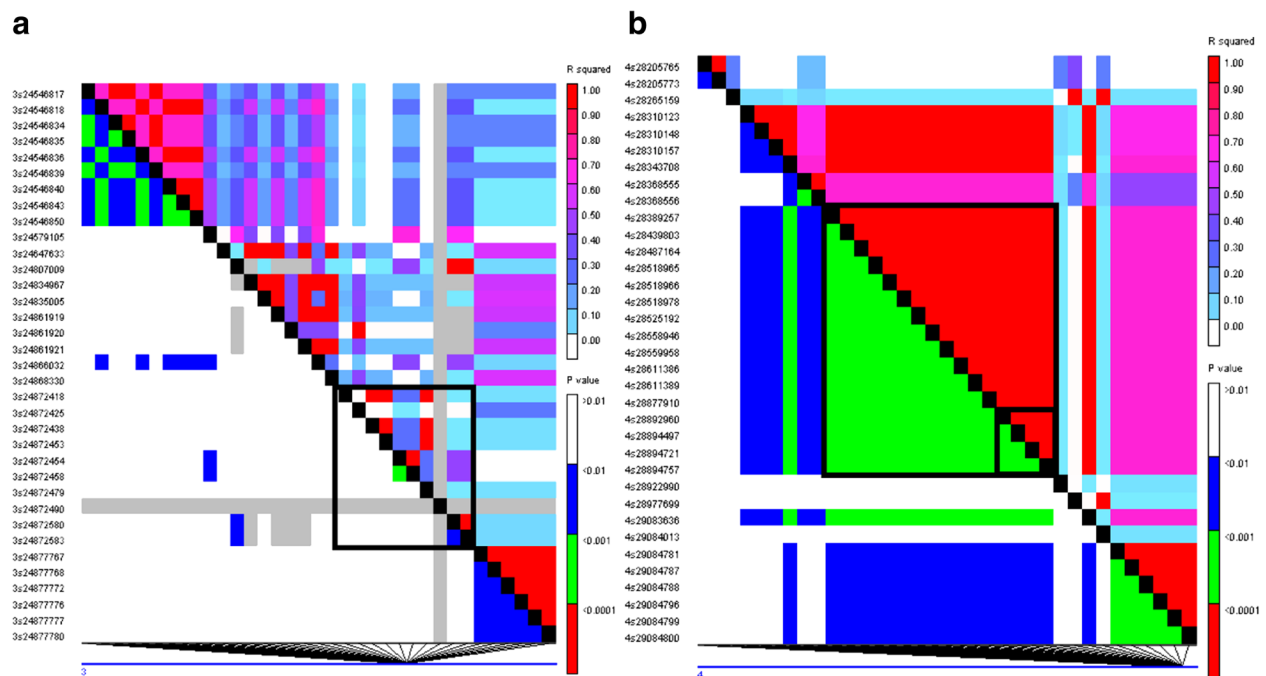 a
R squared
3s24546817
3s24546818
3s24546834
3s24546835
3s24546836
3s24546839
3s24546840
3s24546843
3s24546850
3s24579105
3s24647633
3s24807009
3s24834967
3s24835005
3s24861919
3s24861920
3s24861921
3s24866032
3s24868330
3s24872418
3s24872425
3s24872438
3s24872453
3s24872454
3s24872458
3s24872479
3s24872490
3s24872580
3s24872583
3s24877767
3s24877768
3s24877772
3s24877776
3s24877777
3s24877780
1.00
0.90
0.80
0.70
0.60
0.50
0.40
0.30
0.20
0.10
0.00
P value
>0.01
<0.01
<0.001
<0.0001
3
b
R squared
4s28205765
4s28205773
4s28265159
4s28310123
4s28310148
4s28310157
4s28343708
4s28368555
4s28368556
4s28389257
4s28439803
4s28487164
4s28518965
4s28518966
4s28518978
4s28525192
4s28558946
4s28559958
4s28611386
4s28611389
4s28877910
4s28892960
4s28894497
4s28894721
4s28894757
4s28922990
4s28977699
4s29083636
4s29084013
4s29084781
4s29084787
4s29084788
4s29084796
4s29084799
4s29084800
1.00
0.90
0.80
0.70
0.60
0.50
0.40
0.30
0.20
0.10
0.00
P value
>0.01
<0.01
<0.001
<0.0001
4